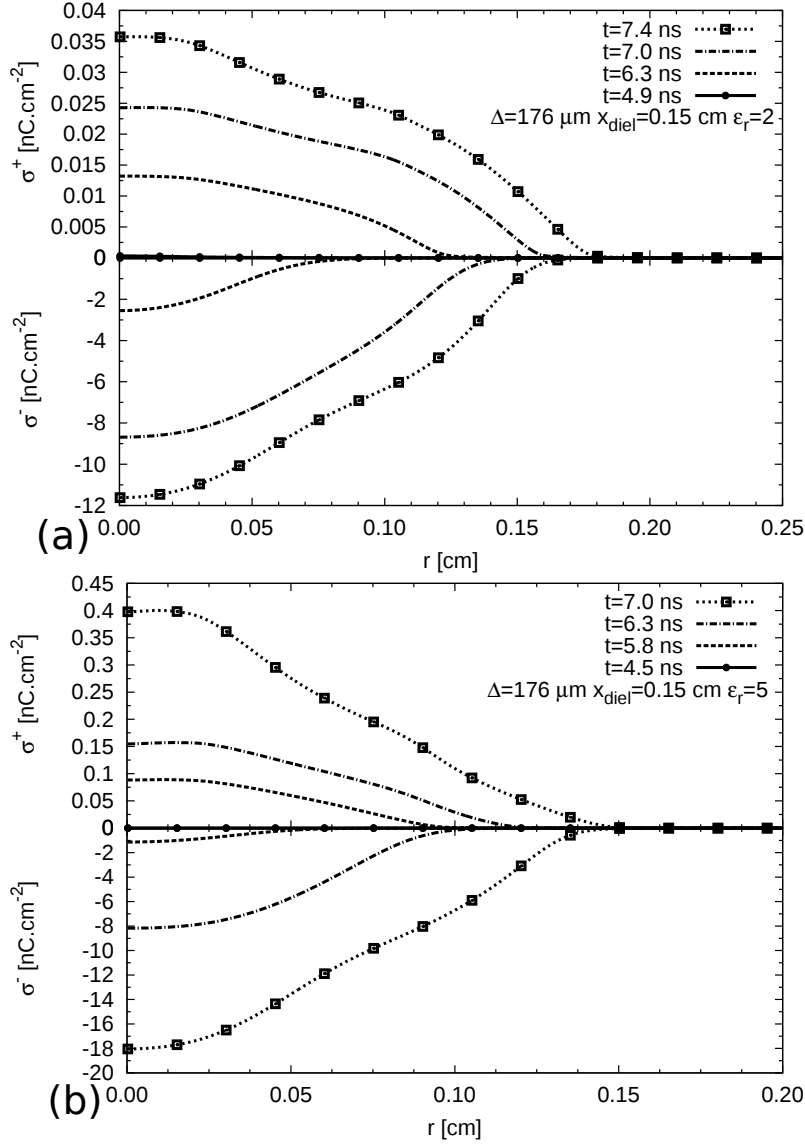 0.04
0.035
0.03
0.025
0.02
0.015
0.01
0.005
0
-2
-4
-6
-8
-10
-12
σ+ [nC.cm-2]
σ- [nC.cm-2]
t=7.4 ns
t=7.0 ns
t=6.3 ns
t=4.9 ns
Δ=176 μm xdiel=0.15 cm εr=2
0.00 0.05 0.10 0.15 0.20 0.25
(a)
r [cm]
0.45
0.4
0.35
0.3
0.25
0.2
0.15
0.1
0.05
0
-2
-4
-6
-8
-10
-12
-14
-16
-18
-20
σ+ [nC.cm-2]
σ- [nC.cm-2]
t=7.0 ns
t=6.3 ns
t=5.8 ns
t=4.5 ns
Δ=176 μm xdiel=0.15 cm εr=5
0.00 0.05 0.10 0.15 0.20
(b)
r [cm]